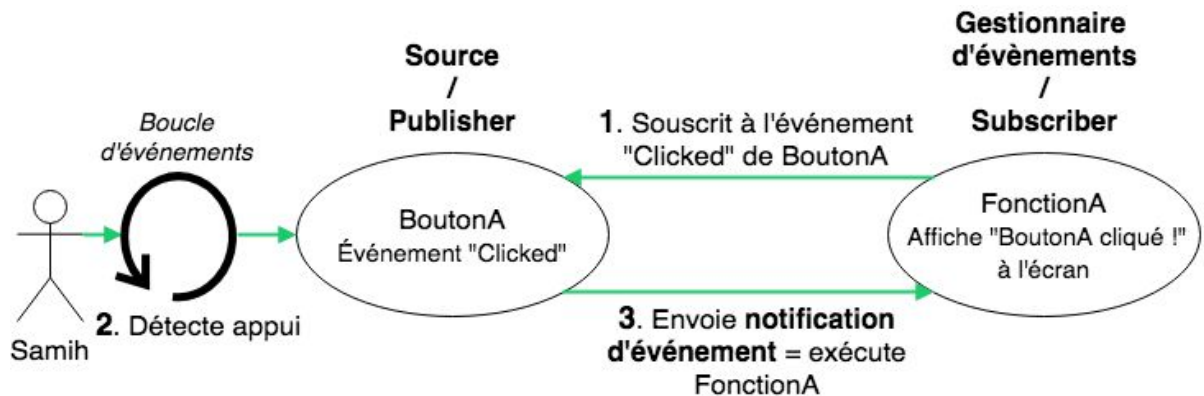 Source
/
Publisher
Gestionnaire
d'évènements
/
Subscriber
Boucle
d'événements
1. Souscrit à l'événement
"Clicked" de BoutonA
BoutonA
Événement "Clicked"
FonctionA
Affiche "BoutonA cliqué !"
à l'écran
2. Détecte appui
Samih
3. Envoie notification
d'événement = exécute
FonctionA